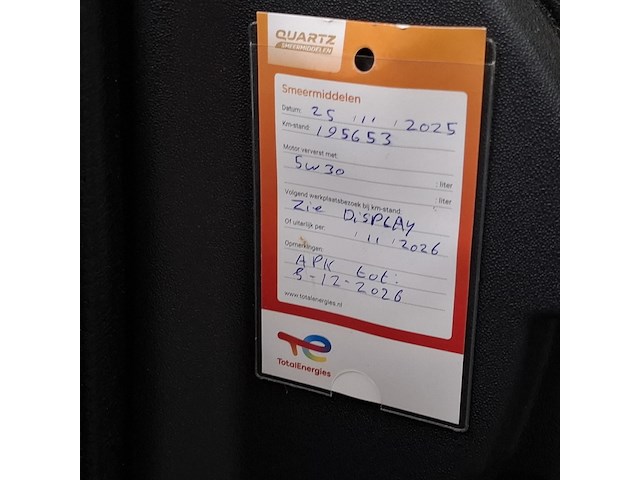 QUARTZ
SMEERMIDDELEN
Smeermiddelen
Datum: 25 / 11 / 2025
Km-stand: 195653
Motor ververst met:
5W30 : liter
: liter
Volgend werkplaatsbezoek bij km-stand:
Zie DiSPLAY
Of uiterlijk per: / 11 / 2026
Opmerkingen:
APK tot:
5-12-2026
www.totalenergies.nl
TotalEnergies